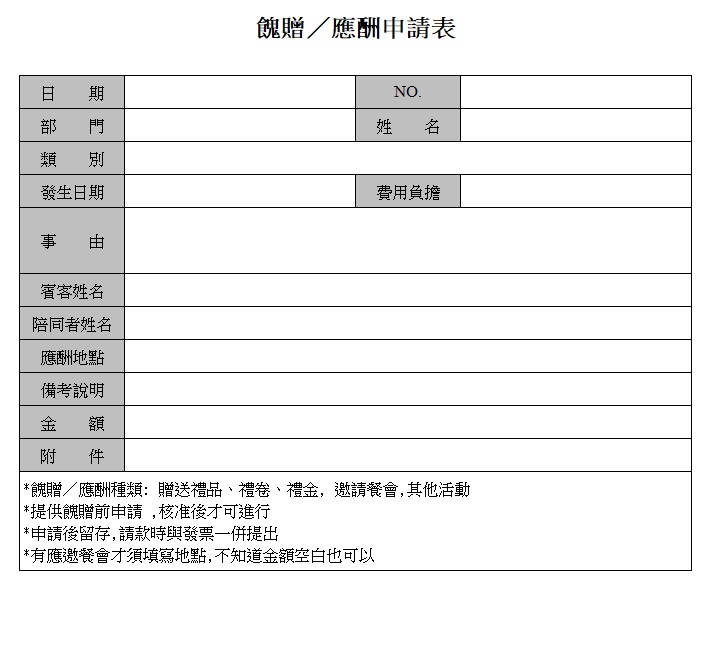 餽贈／應酬申請表
日　　期　NO.
部　　門　姓　　名
類　　別
發生日期　費用負擔
事　　由
賓客姓名
陪同者姓名
應酬地點
備考說明
金　　額
附　　件
*餽贈／應酬種類: 贈送禮品、禮卷、禮金, 邀請餐會,其他活動
*提供餽贈前申請 ,核准後才可進行
*申請後留存,請款時與發票一併提出
*有應邀餐會才須填寫地點,不知道金額空白也可以